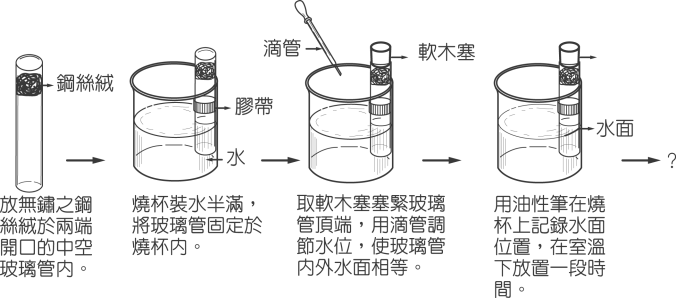 滴管
軟木塞
鋼絲絨
膠帶
水
水面
?
放無鏽之鋼
絲絨於兩端
開口的中空
玻璃管內。
燒杯裝水半滿，
將玻璃管固定於
燒杯內。
取軟木塞塞緊玻璃
管頂端，用滴管調
節水位，使玻璃管
內外水面相等。
用油性筆在燒
杯上記錄水面
位置，在室溫
下放置一段時
間。